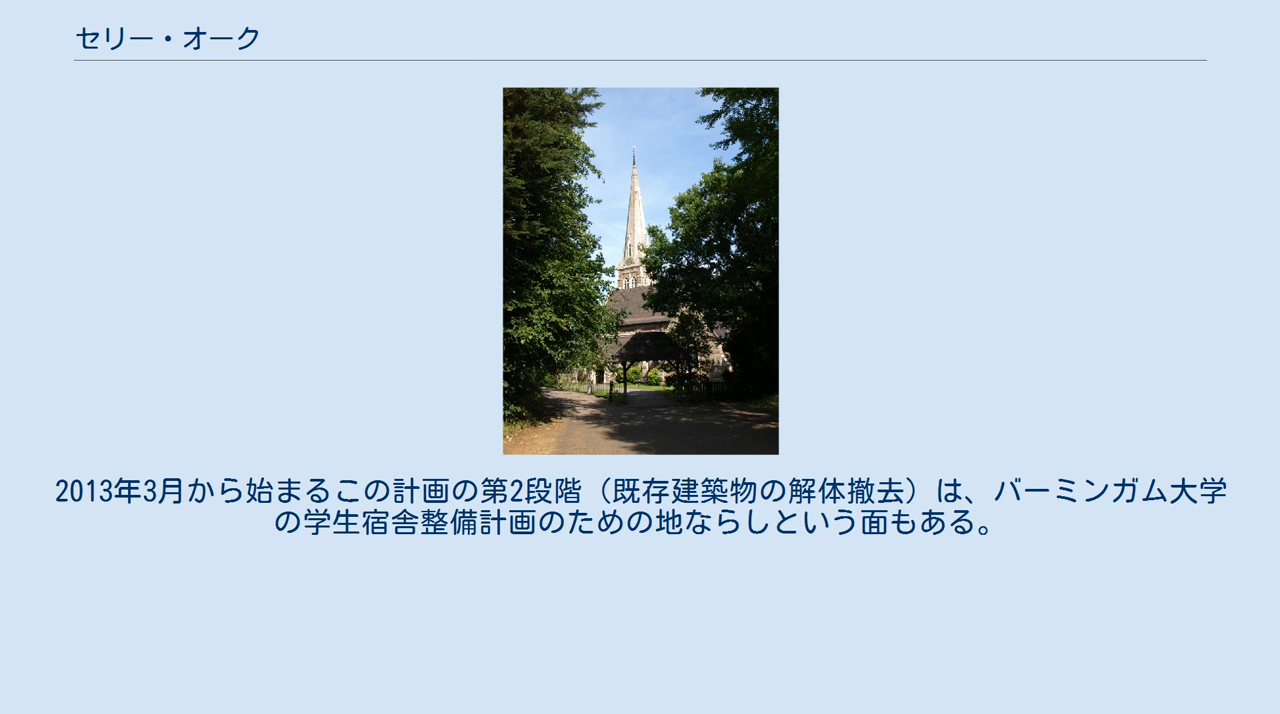 セリー・オーク
2013年3月から始まるこの計画の第2段階（既存建築物の解体撤去）は、バーミンガム大学
の学生宿舎整備計画のための地ならしという面もある。